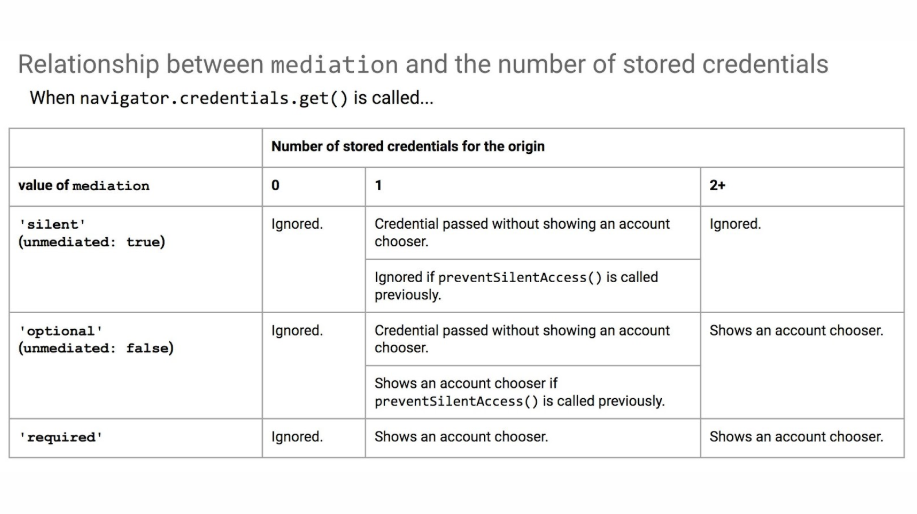 Relationship between mediation and the number of stored credentials
When navigator.credentials.get() is called...
Number of stored credentials for the origin
value of mediation
0
1
2+
'silent'
(unmediated: true)
Ignored.
Credential passed without showing an account
chooser.
Ignored if preventSilentAccess() is called
previously.
Ignored.
'optional'
(unmediated: false)
Ignored.
Credential passed without showing an account
chooser.
Shows an account chooser if
preventSilentAccess() is called previously.
Shows an account chooser.
'required'
Ignored.
Shows an account chooser.
Shows an account chooser.